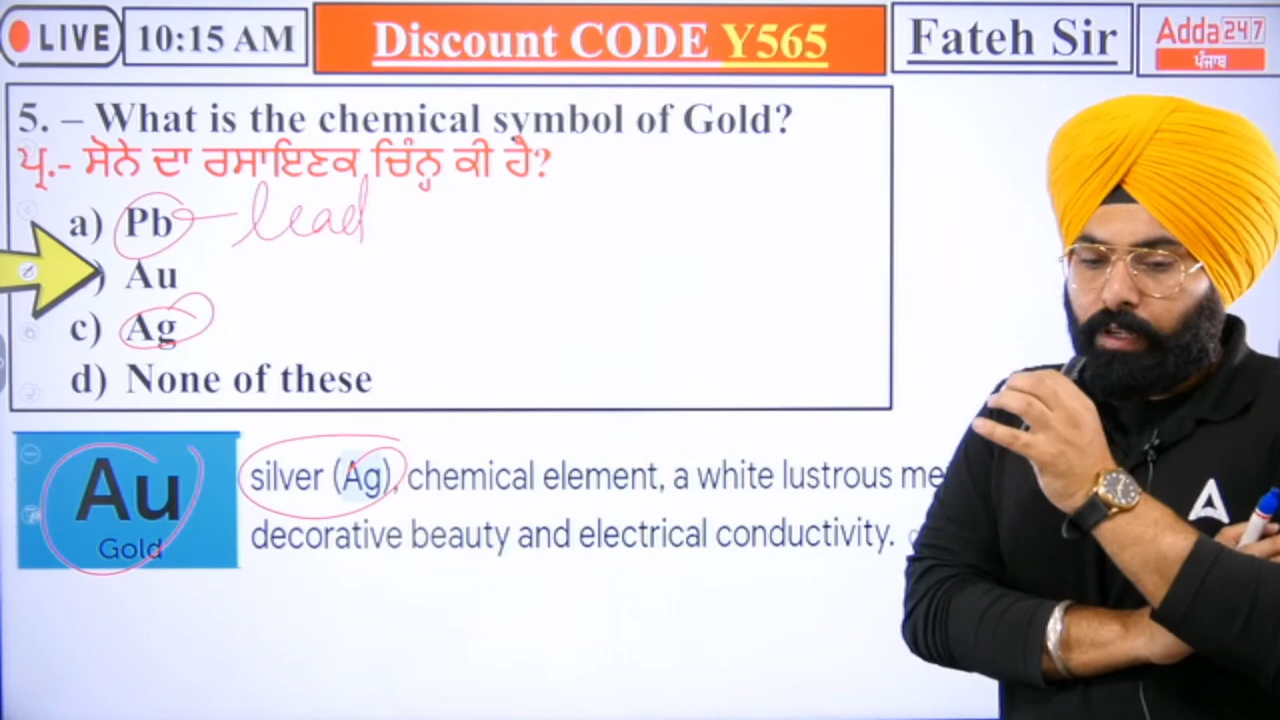 LIVE
10:15 AM
Discount CODE Y565
Fateh Sir
Adda247
ਪੰਜਾਬ
5. – What is the chemical symbol of Gold?
ਪ੍ਰ.- ਸੋਨੇ ਦਾ ਰਸਾਇਣਕ ਚਿੰਨ੍ਹ ਕੀ ਹੈ?
a) Pb lead
) Au
c) Ag
d) None of these
Au
Gold
silver (Ag), chemical element, a white lustrous
decorative beauty and electrical conductivity.